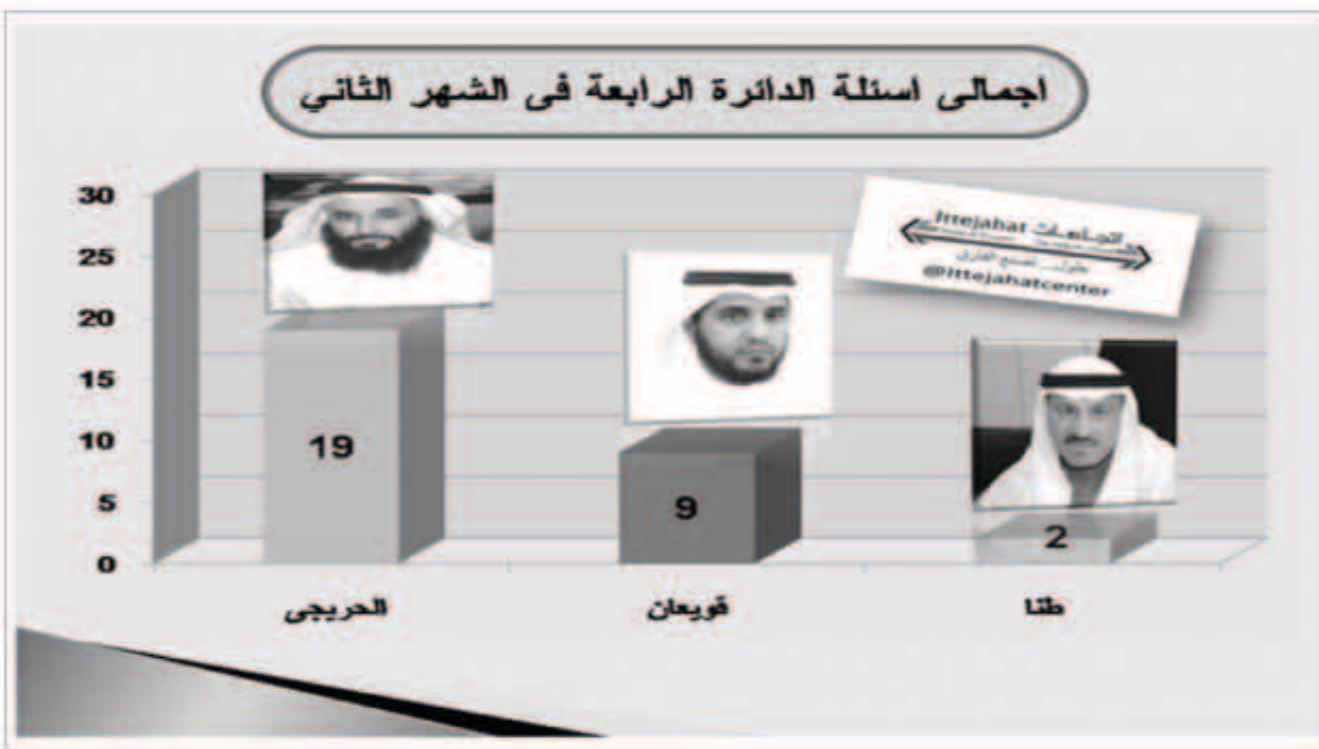 اجمالى اسئلة الدائرة الرابعة فى الشهر الثاني
30
25
20
15
10
5
0
19
9
2
الحريجى
قويعان
طنا
Ittejahat اتجاهات
@Ittejahatcenter